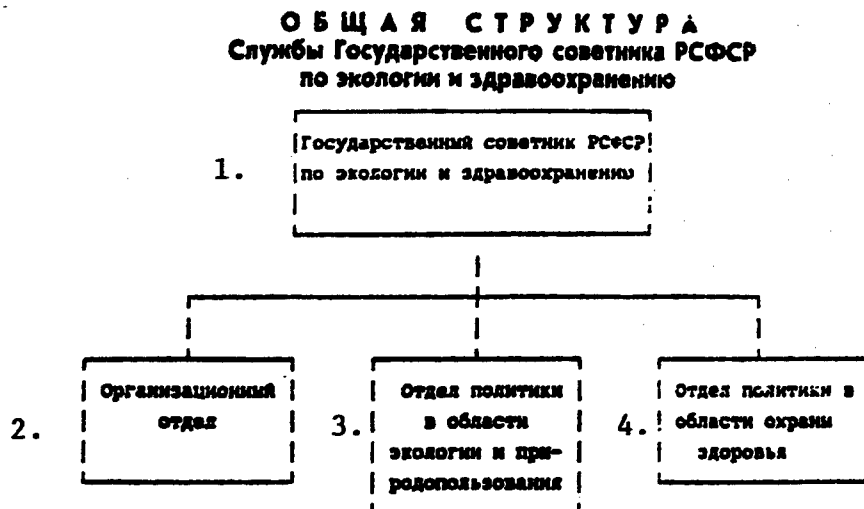 ОБЩАЯ СТРУКТУРА
Службы Государственного советника РСФСР
по экологии и здравоохранению
1.
Государственный советник РСФСР
по экологии и здравоохранению
2.
Организационный
отдел
3.
Отдел политики
в области
экологии и при-
родопользования
4.
Отдел политики в
области охраны
здоровья